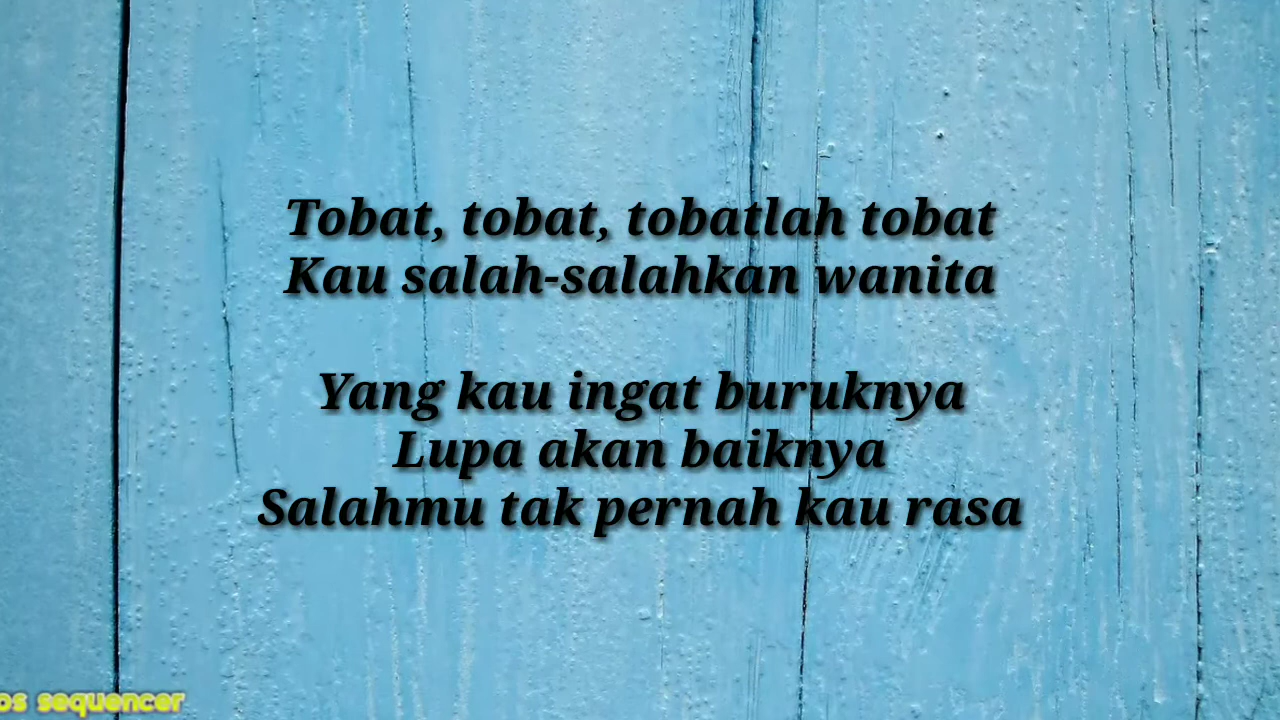 Tobat, tobat, tobatlah tobat
Kau salah-salahkan wanita
Yang kau ingat buruknya
Lupa akan baiknya
Salahmu tak pernah kau rasa
sequencer